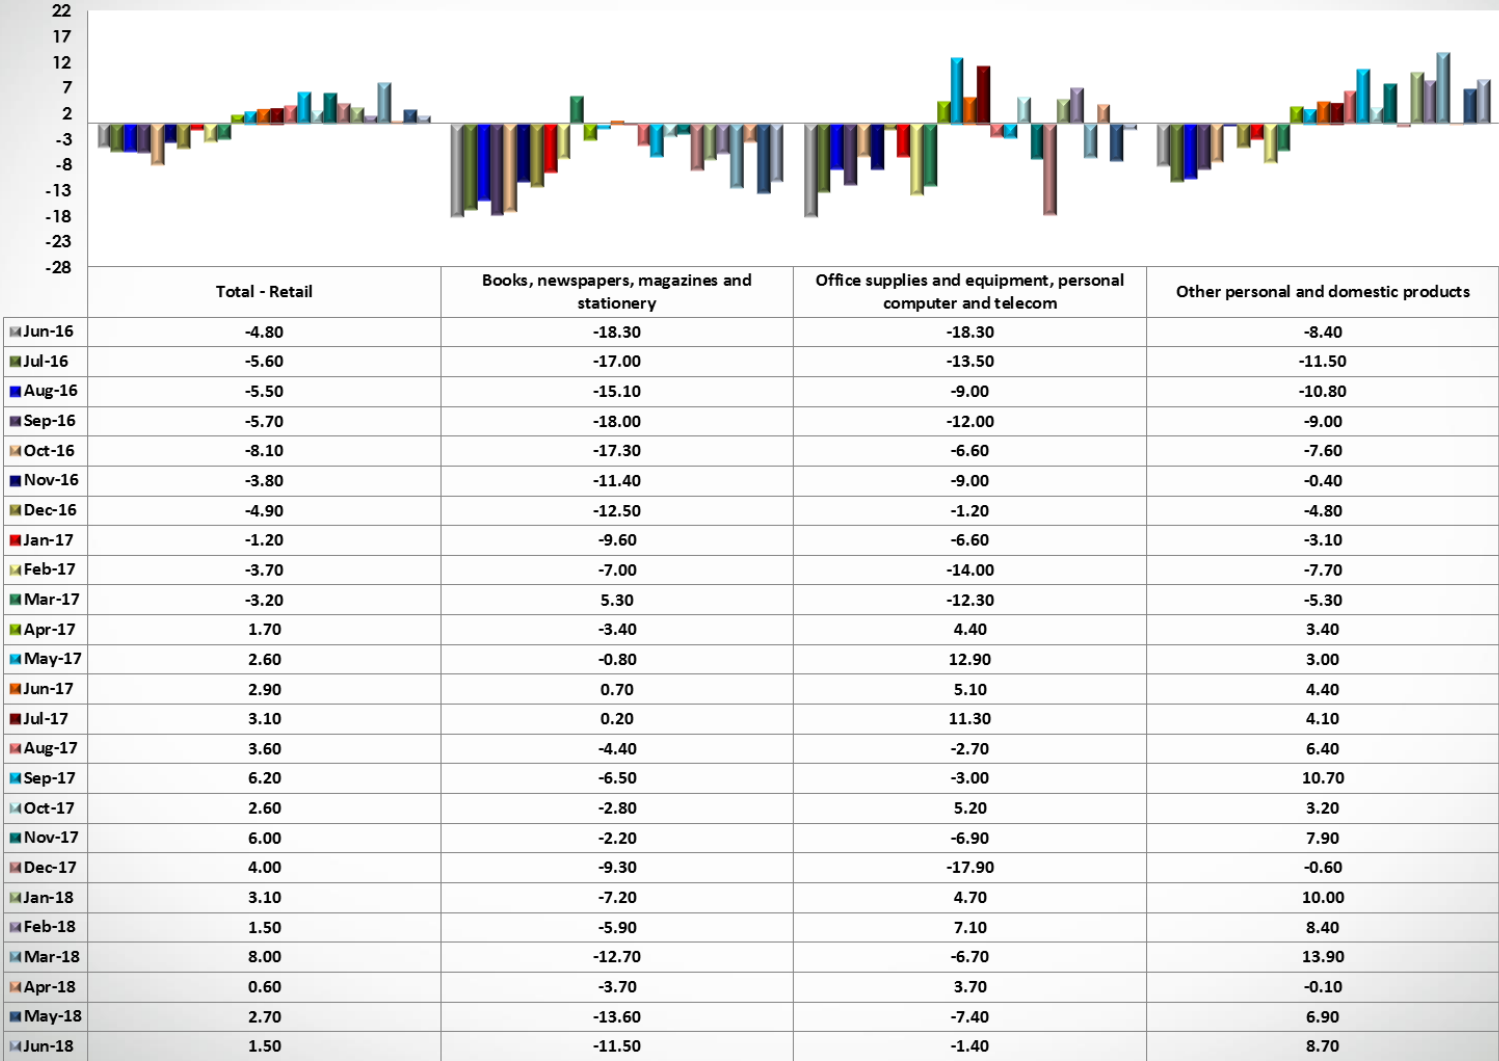 22
17
12
7
2
-3
-8
-13
-18
-23
-28
Total - Retail
Books, newspapers, magazines and
stationery
Office supplies and equipment, personal
computer and telecom
Other personal and domestic products
Jun-16 -4.80 -18.30 -18.30 -8.40
Jul-16 -5.60 -17.00 -13.50 -11.50
Aug-16 -5.50 -15.10 -9.00 -10.80
Sep-16 -5.70 -18.00 -12.00 -9.00
Oct-16 -8.10 -17.30 -6.60 -7.60
Nov-16 -3.80 -11.40 -9.00 -0.40
Dec-16 -4.90 -12.50 -1.20 -4.80
Jan-17 -1.20 -9.60 -6.60 -3.10
Feb-17 -3.70 -7.00 -14.00 -7.70
Mar-17 -3.20 5.30 -12.30 -5.30
Apr-17 1.70 -3.40 4.40 3.40
May-17 2.60 -0.80 12.90 3.00
Jun-17 2.90 0.70 5.10 4.40
Jul-17 3.10 0.20 11.30 4.10
Aug-17 3.60 -4.40 -2.70 6.40
Sep-17 6.20 -6.50 -3.00 10.70
Oct-17 2.60 -2.80 5.20 3.20
Nov-17 6.00 -2.20 -6.90 7.90
Dec-17 4.00 -9.30 -17.90 -0.60
Jan-18 3.10 -7.20 4.70 10.00
Feb-18 1.50 -5.90 7.10 8.40
Mar-18 8.00 -12.70 -6.70 13.90
Apr-18 0.60 -3.70 3.70 -0.10
May-18 2.70 -13.60 -7.40 6.90
Jun-18 1.50 -11.50 -1.40 8.70